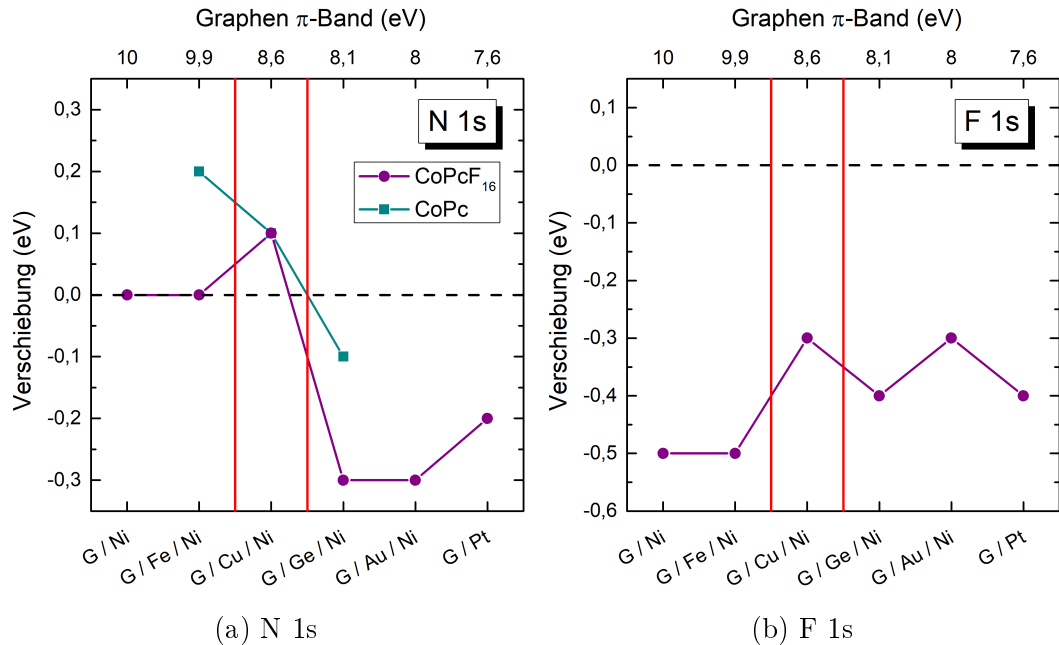 Graphen π-Band (eV)
10 9,9 8,6 8,1 8 7,6
N 1s
CoPcF16
CoPc
Verschiebung (eV)
0,3
0,2
0,1
0,0
-0,1
-0,2
-0,3
G / Ni
G / Fe / Ni
G / Cu / Ni
G / Ge / Ni
G / Au / Ni
G / Pt
(a) N 1s
Graphen π-Band (eV)
10 9,9 8,6 8,1 8 7,6
F 1s
Verschiebung (eV)
0,1
0,0
-0,1
-0,2
-0,3
-0,4
-0,5
-0,6
G / Ni
G / Fe / Ni
G / Cu / Ni
G / Ge / Ni
G / Au / Ni
G / Pt
(b) F 1s